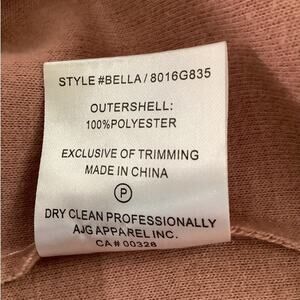 STYLE #BELLA/8016G835
OUTERSHELL:
100%POLYESTER
EXCLUSIVE OF TRIMMING
MADE IN CHINA
P
DRY CLEAN PROFESSIONALLY
AJG APPAREL INC.
CA# 00328